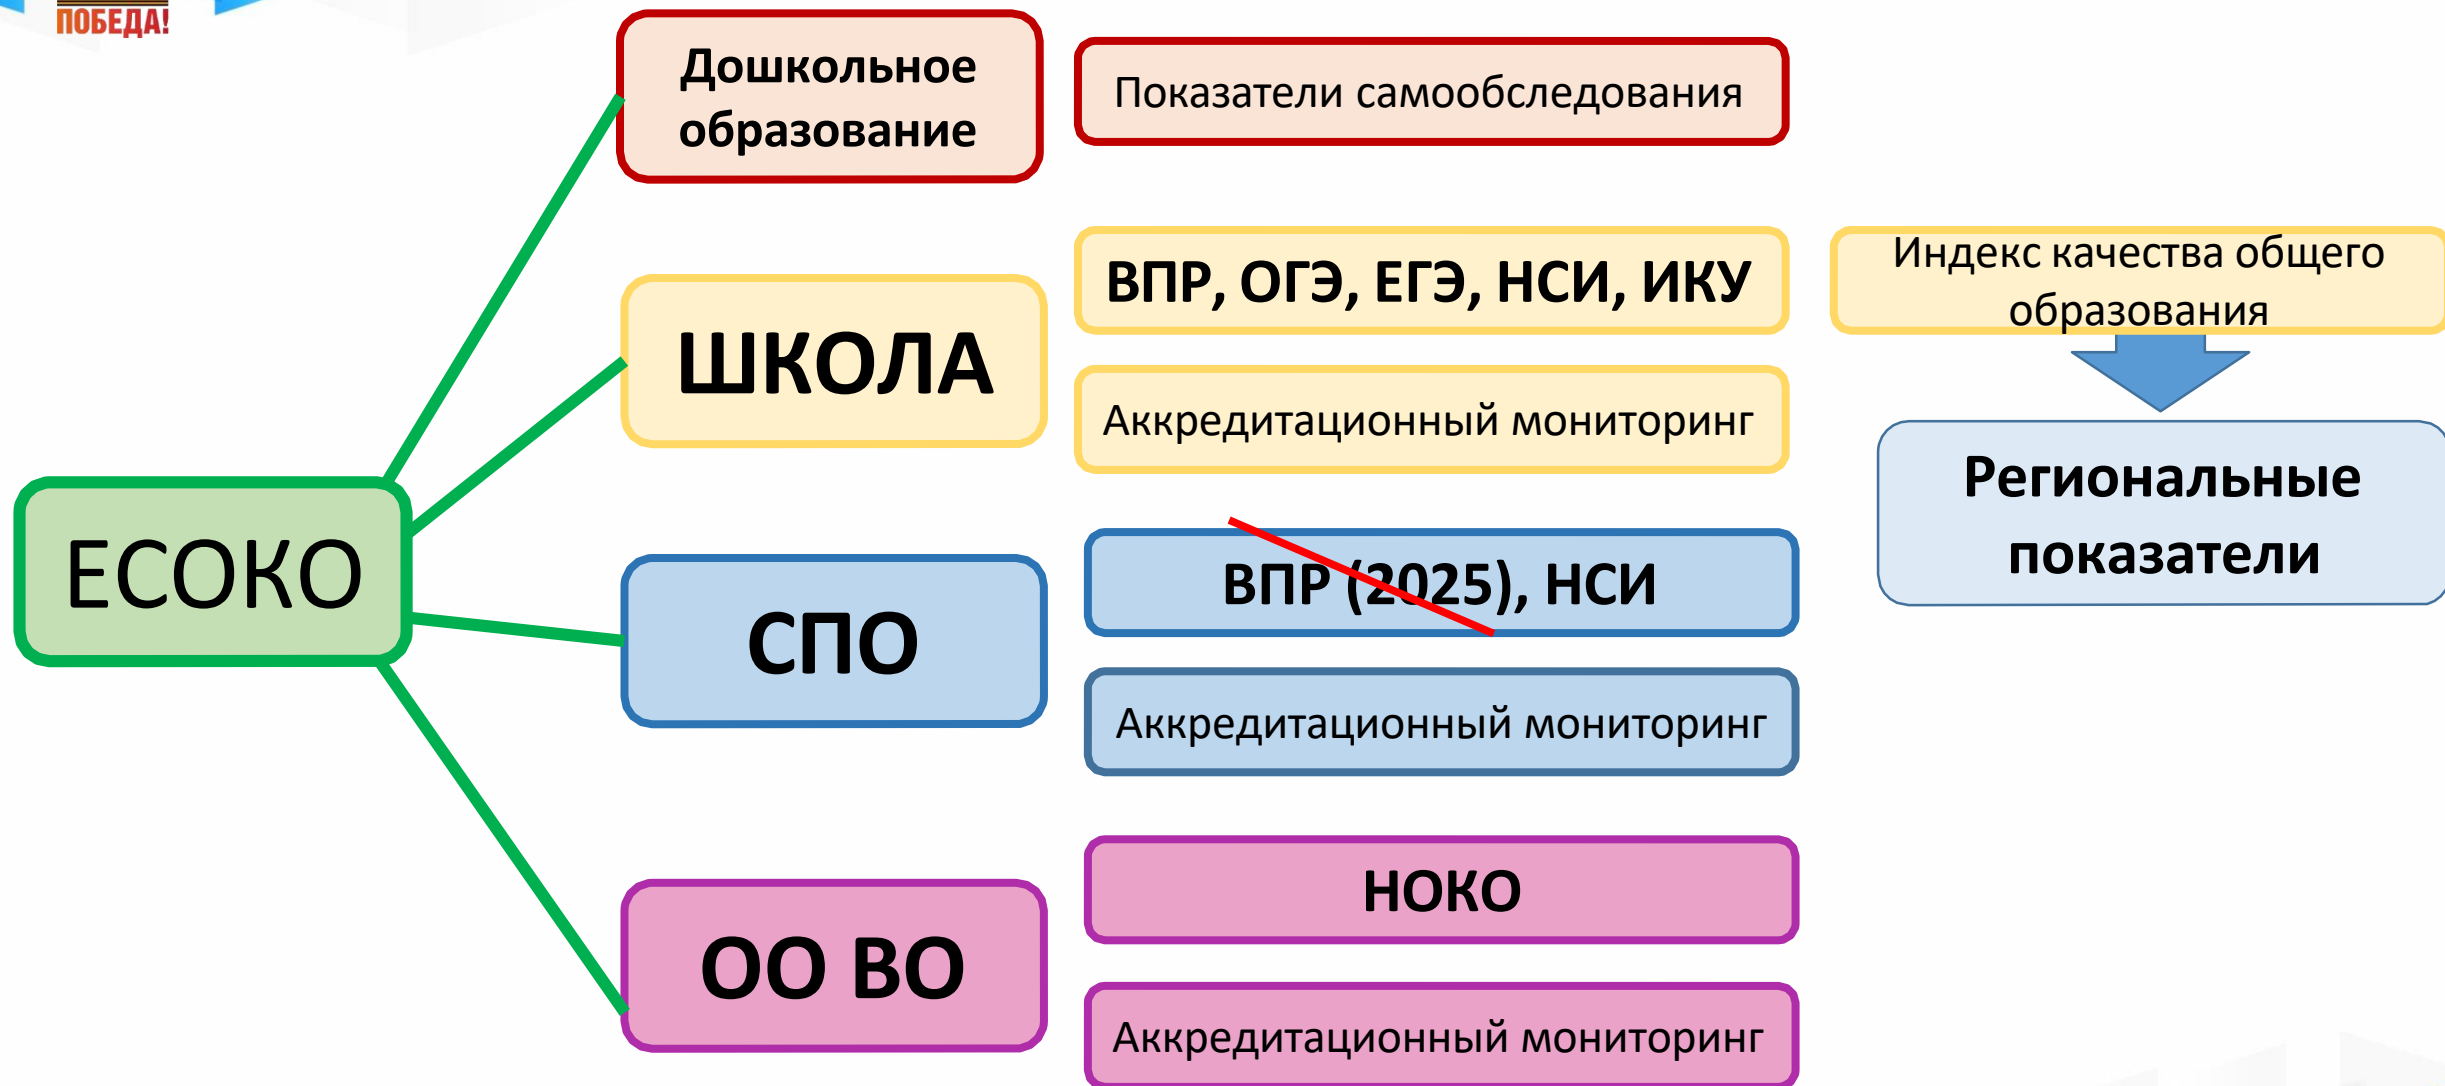 ПОБЕДА!
Дошкольное
образование
Показатели самообследования
ШКОЛА
ВПР, ОГЭ, ЕГЭ, НСИ, ИКУ
Аккредитационный мониторинг
Индекс качества общего
образования
Региональные
показатели
ЕСОКО
СПО
ВПР (2025), НСИ
Аккредитационный мониторинг
ОО ВО
НОКО
Аккредитационный мониторинг